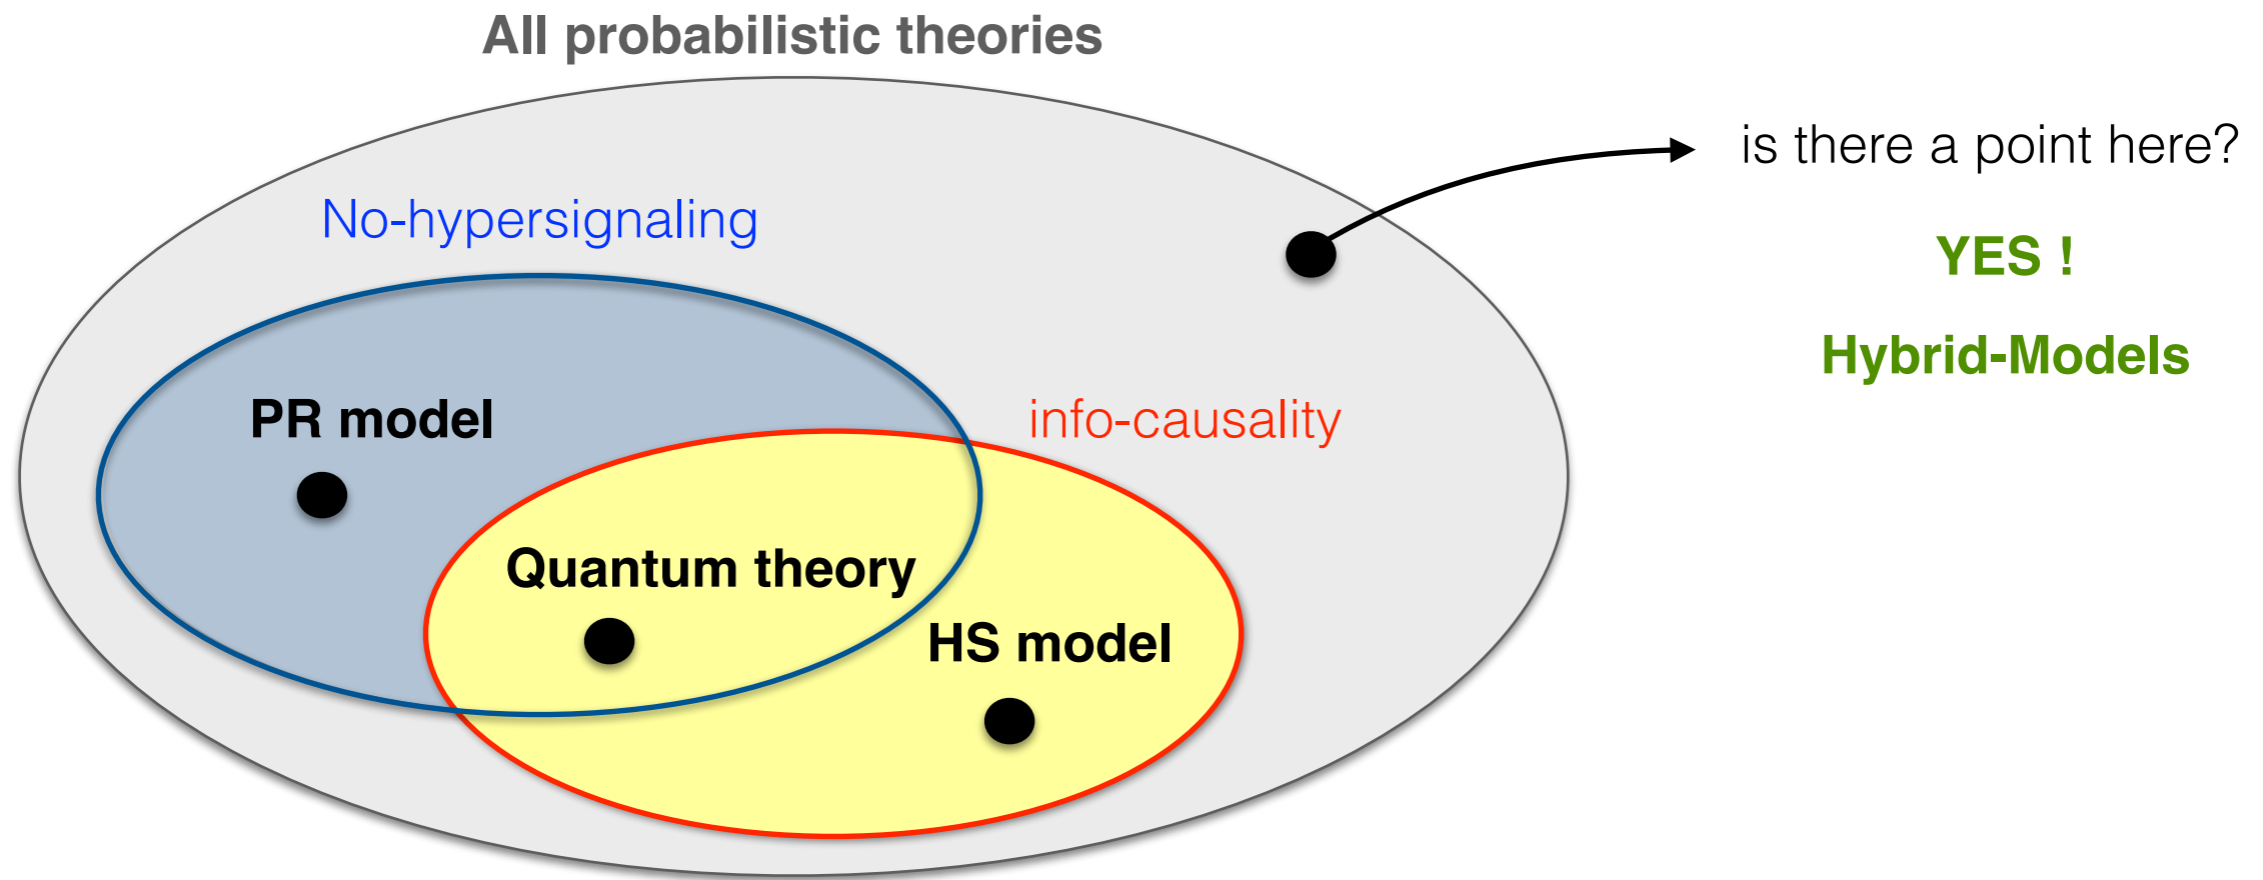 All probabilistic theories
is there a point here?
No-hypersignaling
YES !
Hybrid-Models
PR model
info-causality
Quantum theory
HS model